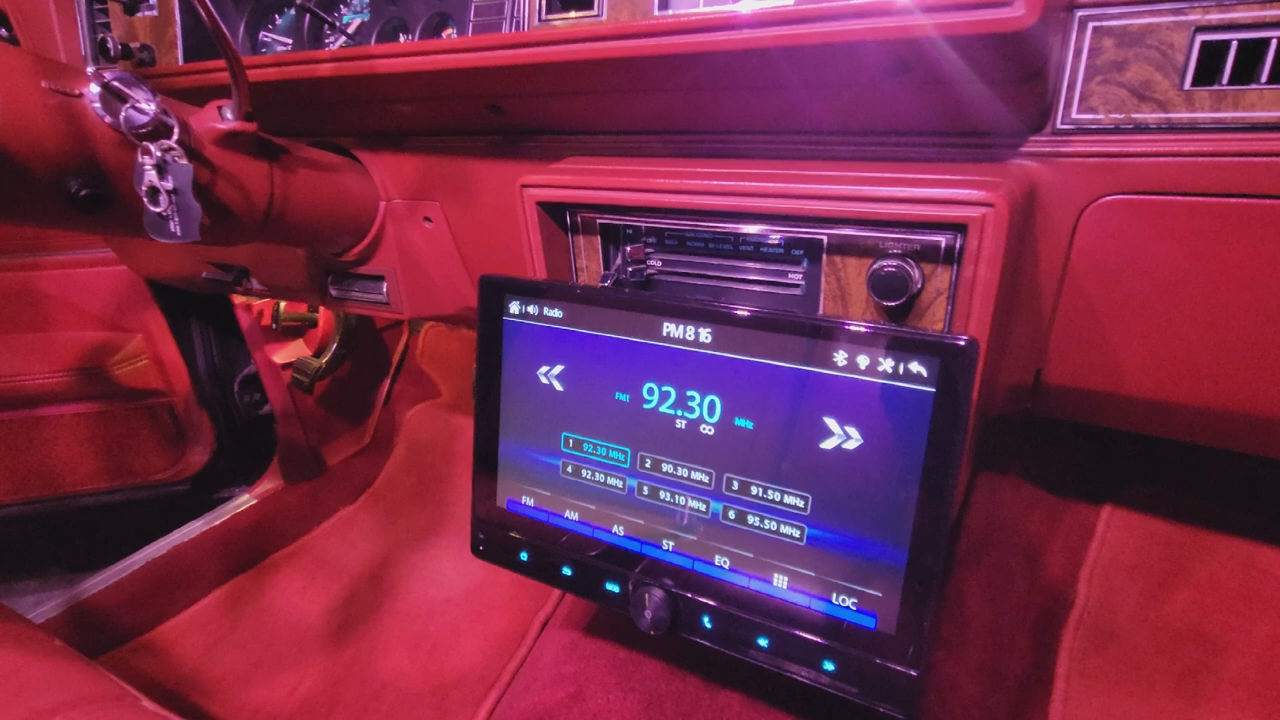 LIGHTER
COLD
HOT
Radio
PM 8 16
FM1 92.30 MHz
ST
1 92.30 MHz
2 90.30 MHz
3 91.50 MHz
4 92.30 MHz
5 93.10 MHz
6 95.50 MHz
FM AM AS ST EQ LOC